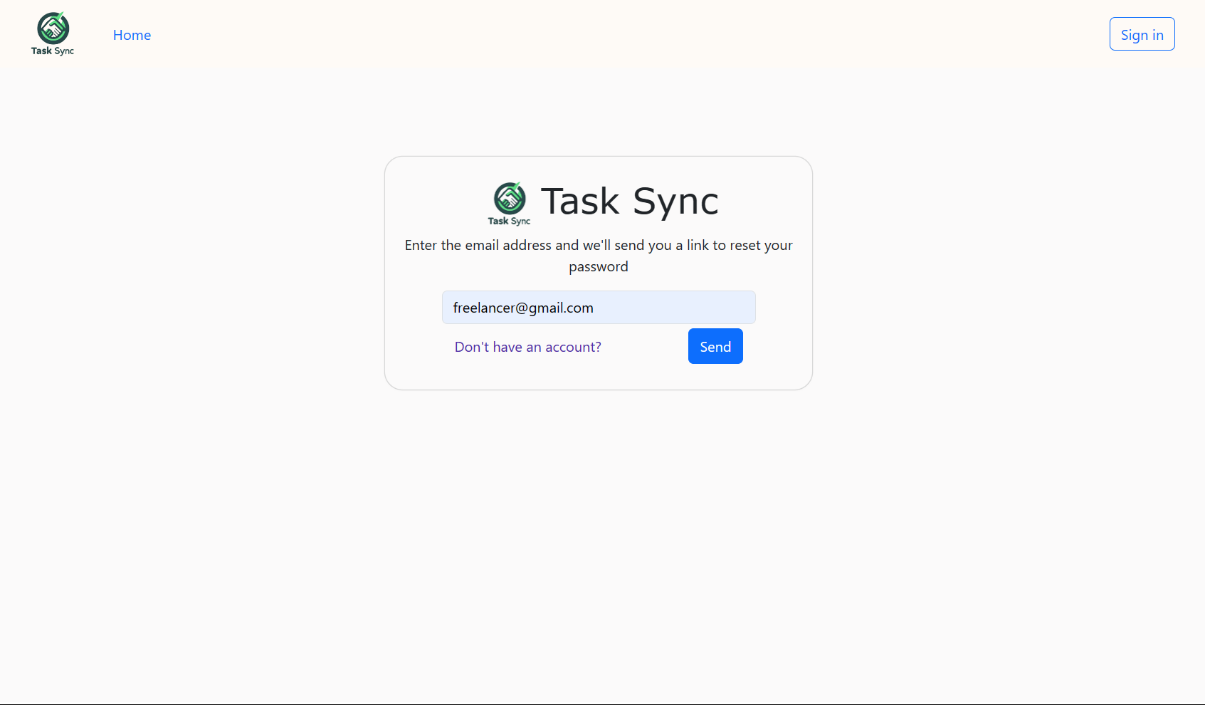 Task Sync
Home
Sign in
Task Sync
Task Sync
Enter the email address and we'll send you a link to reset your
password
freelancer@gmail.com
Don't have an account?
Send